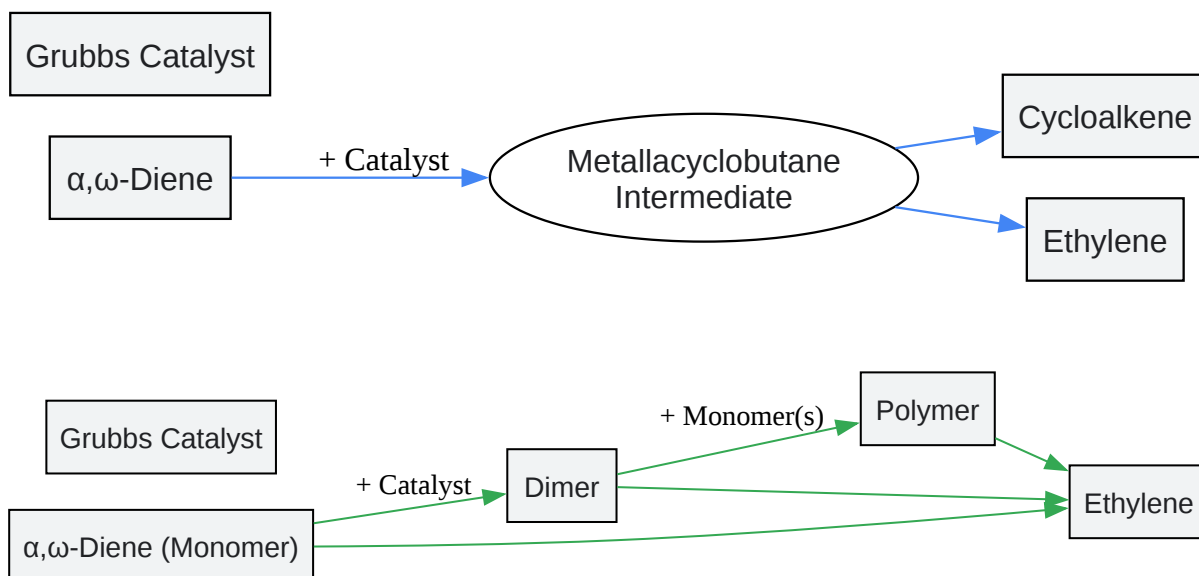 Grubbs Catalyst
α,ω-Diene
+ Catalyst
Metallacyclobutane
Intermediate
Cycloalkene
Ethylene
Grubbs Catalyst
α,ω-Diene (Monomer)
+ Catalyst
Dimer
+ Monomer(s)
Polymer
Ethylene